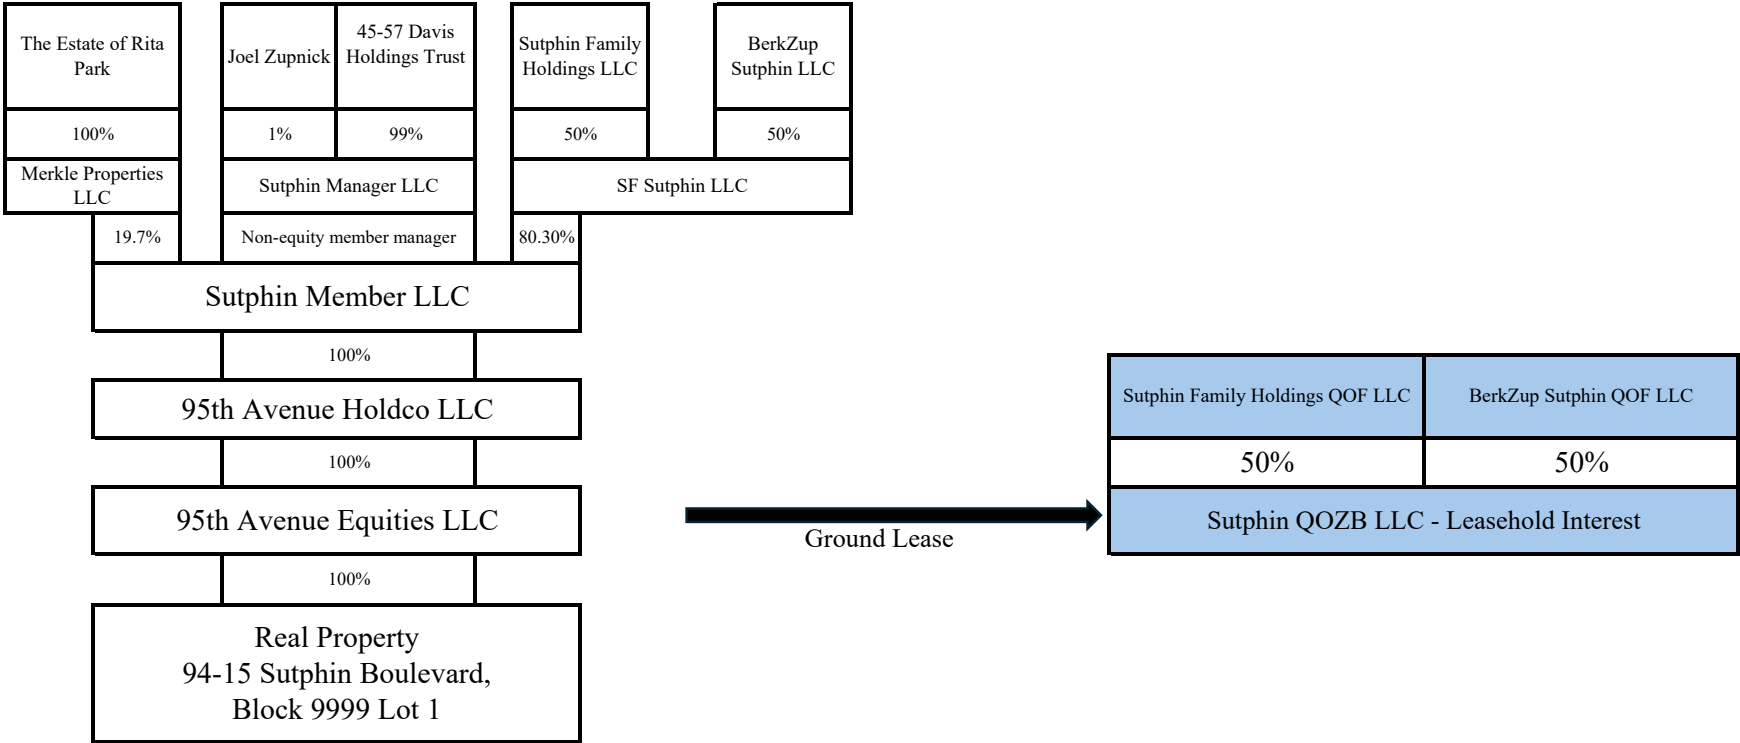 The Estate of Rita
Park
Joel Zupnick
45-57 Davis
Holdings Trust
Sutphin Family
Holdings LLC
BerkZup
Sutphin LLC
100%
1%
99%
50%
50%
Merkle Properties
LLC
Sutphin Manager LLC
SF Sutphin LLC
19.7%
Non-equity member manager
80.30%
Sutphin Member LLC
100%
95th Avenue Holdco LLC
100%
95th Avenue Equities LLC
100%
Real Property
94-15 Sutphin Boulevard,
Block 9999 Lot 1
Ground Lease
Sutphin Family Holdings QOF LLC
BerkZup Sutphin QOF LLC
50%
50%
Sutphin QOZB LLC - Leasehold Interest